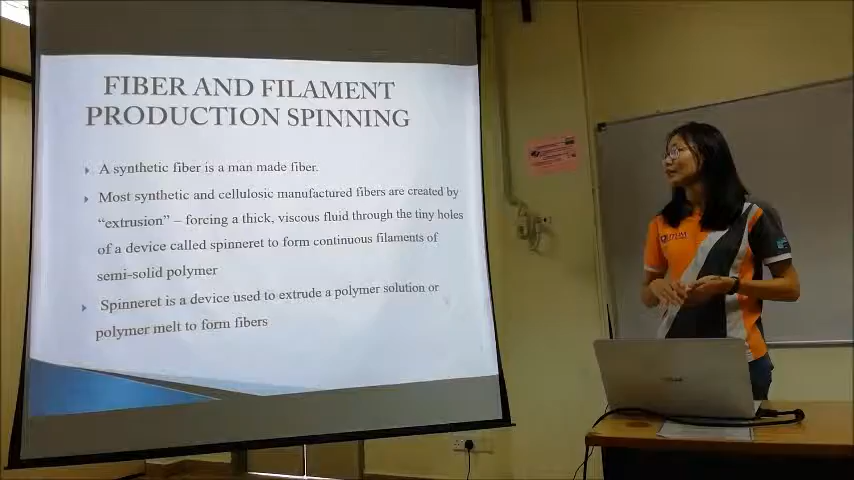 FIBER AND FILAMENT
PRODUCTION SPINNING
A synthetic fiber is a man made fiber.
Most synthetic and cellulosic manufactured fibers are created by
“extrusion” – forcing a thick, viscous fluid through the tiny holes
of a device called spinneret to form continuous filaments of
semi-solid polymer
Spinneret is a device used to extrude a polymer solution or
polymer melt to form fibers